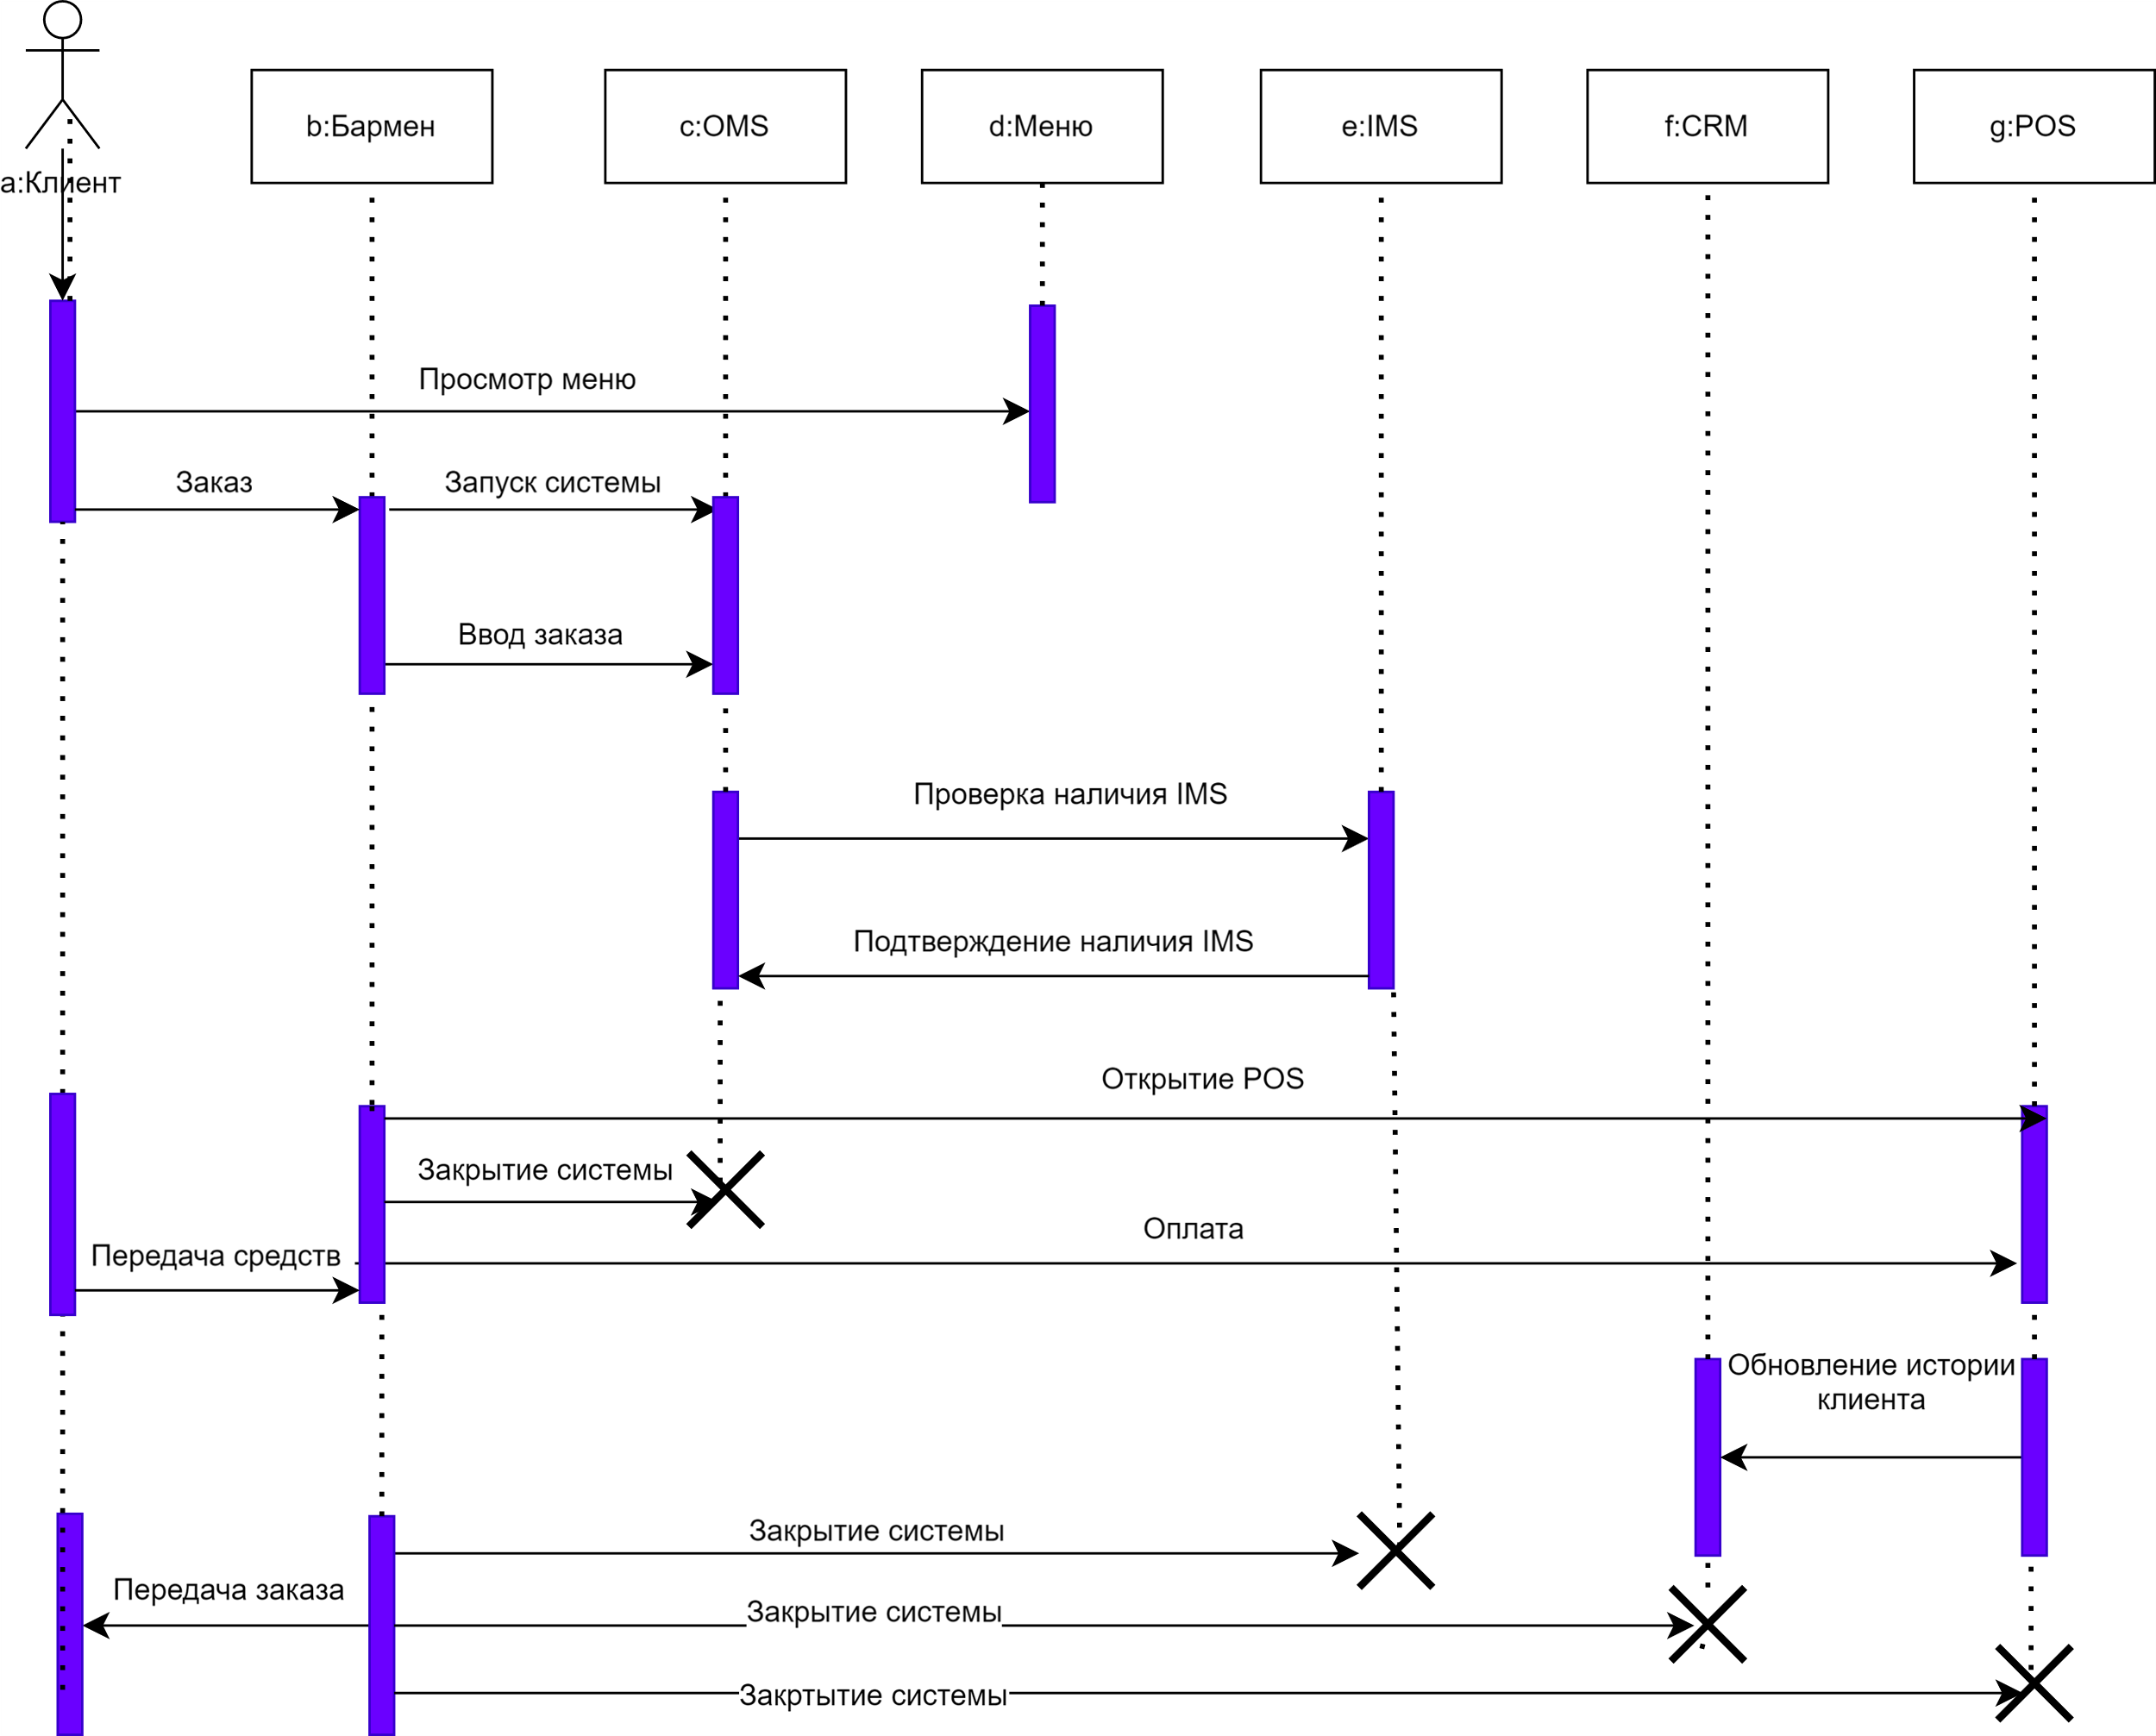 b:Бармен
c:OMS
d:Меню
e:IMS
f:CRM
g:POS
a:Клиент
Просмотр меню
Заказ
Запуск системы
Ввод заказа
Проверка наличия IMS
Подтверждение наличия IMS
Открытие POS
Закрытие системы
Оплата
Передача средств
Обновление истории
клиента
Закрытие системы
Передача заказа
Закрытие системы
Закртытие системы